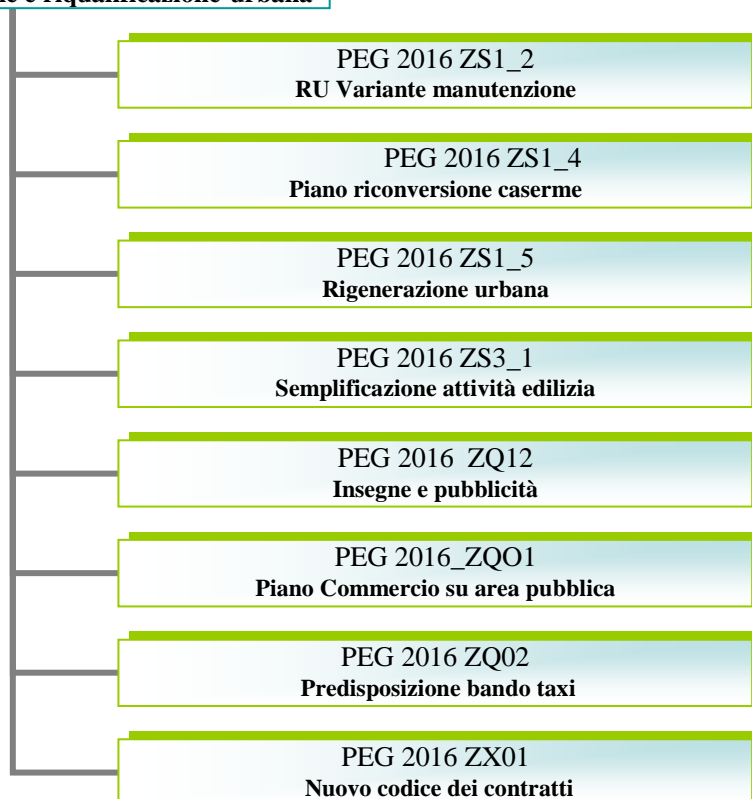 e riqualificazione urbana
PEG 2016 ZS1_2
RU Variante manutenzione
PEG 2016 ZS1_4
Piano riconversione caserme
PEG 2016 ZS1_5
Rigenerazione urbana
PEG 2016 ZS3_1
Semplificazione attività edilizia
PEG 2016 ZQ12
Insegne e pubblicità
PEG 2016_ZQO1
Piano Commercio su area pubblica
PEG 2016 ZQ02
Predisposizione bando taxi
PEG 2016 ZX01
Nuovo codice dei contratti